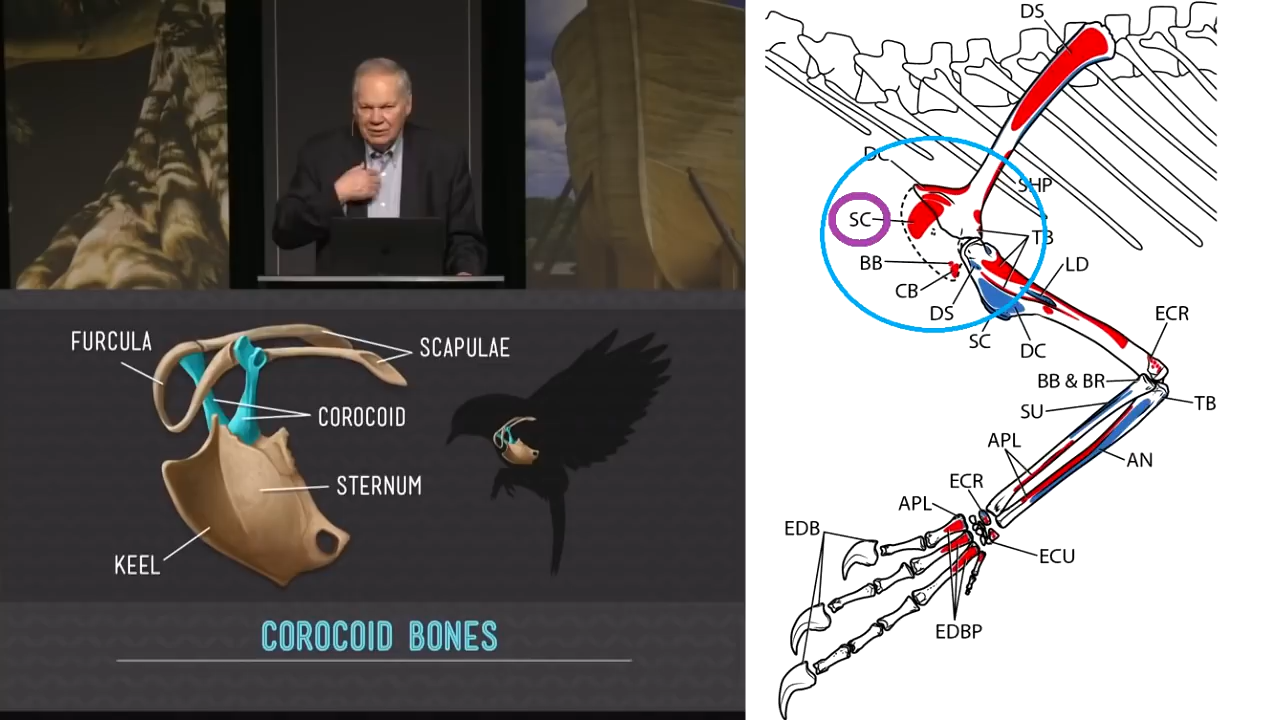 FURCULA
SCAPULAE
COROCOID
STERNUM
KEEL
COROCOID BONES
DS
DC
SHP
SC
TB
BB
LD
CB
DS
SC
DC
ECR
BB & BR
SU
TB
APL
AN
ECR
APL
EDB
ECU
EDBP